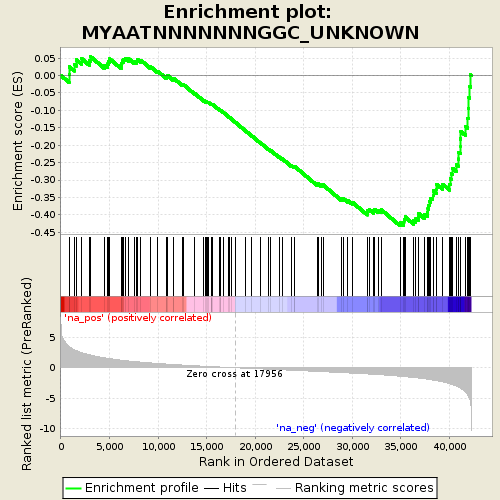 Enrichment plot:
MYAATNNNNNNNGGC_UNKNOWN
Enrichment score (ES)
0.05
0.00
-0.05
-0.10
-0.15
-0.20
-0.25
-0.30
-0.35
-0.40
-0.45
'na_pos' (positively correlated)
Ranked list metric (PreRanked)
5
0
-5
-10
Zero cross at 17956
'na_neg' (negatively correlated)
0
5,000
10,000
15,000
20,000
25,000
30,000
35,000
40,000
Rank in Ordered Dataset
Enrichment profile
Hits
Ranking metric scores